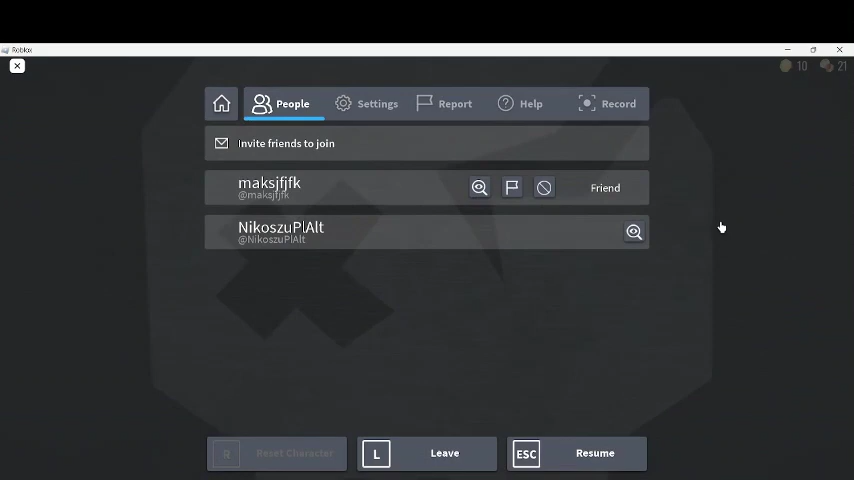 Roblox
10 21
People Settings Report Help Record
Invite friends to join
maksjfjfk
@maksjfjfk
Friend
NikoszuPlAlt
@NikoszuPlAlt
R Reset Character L Leave ESC Resume